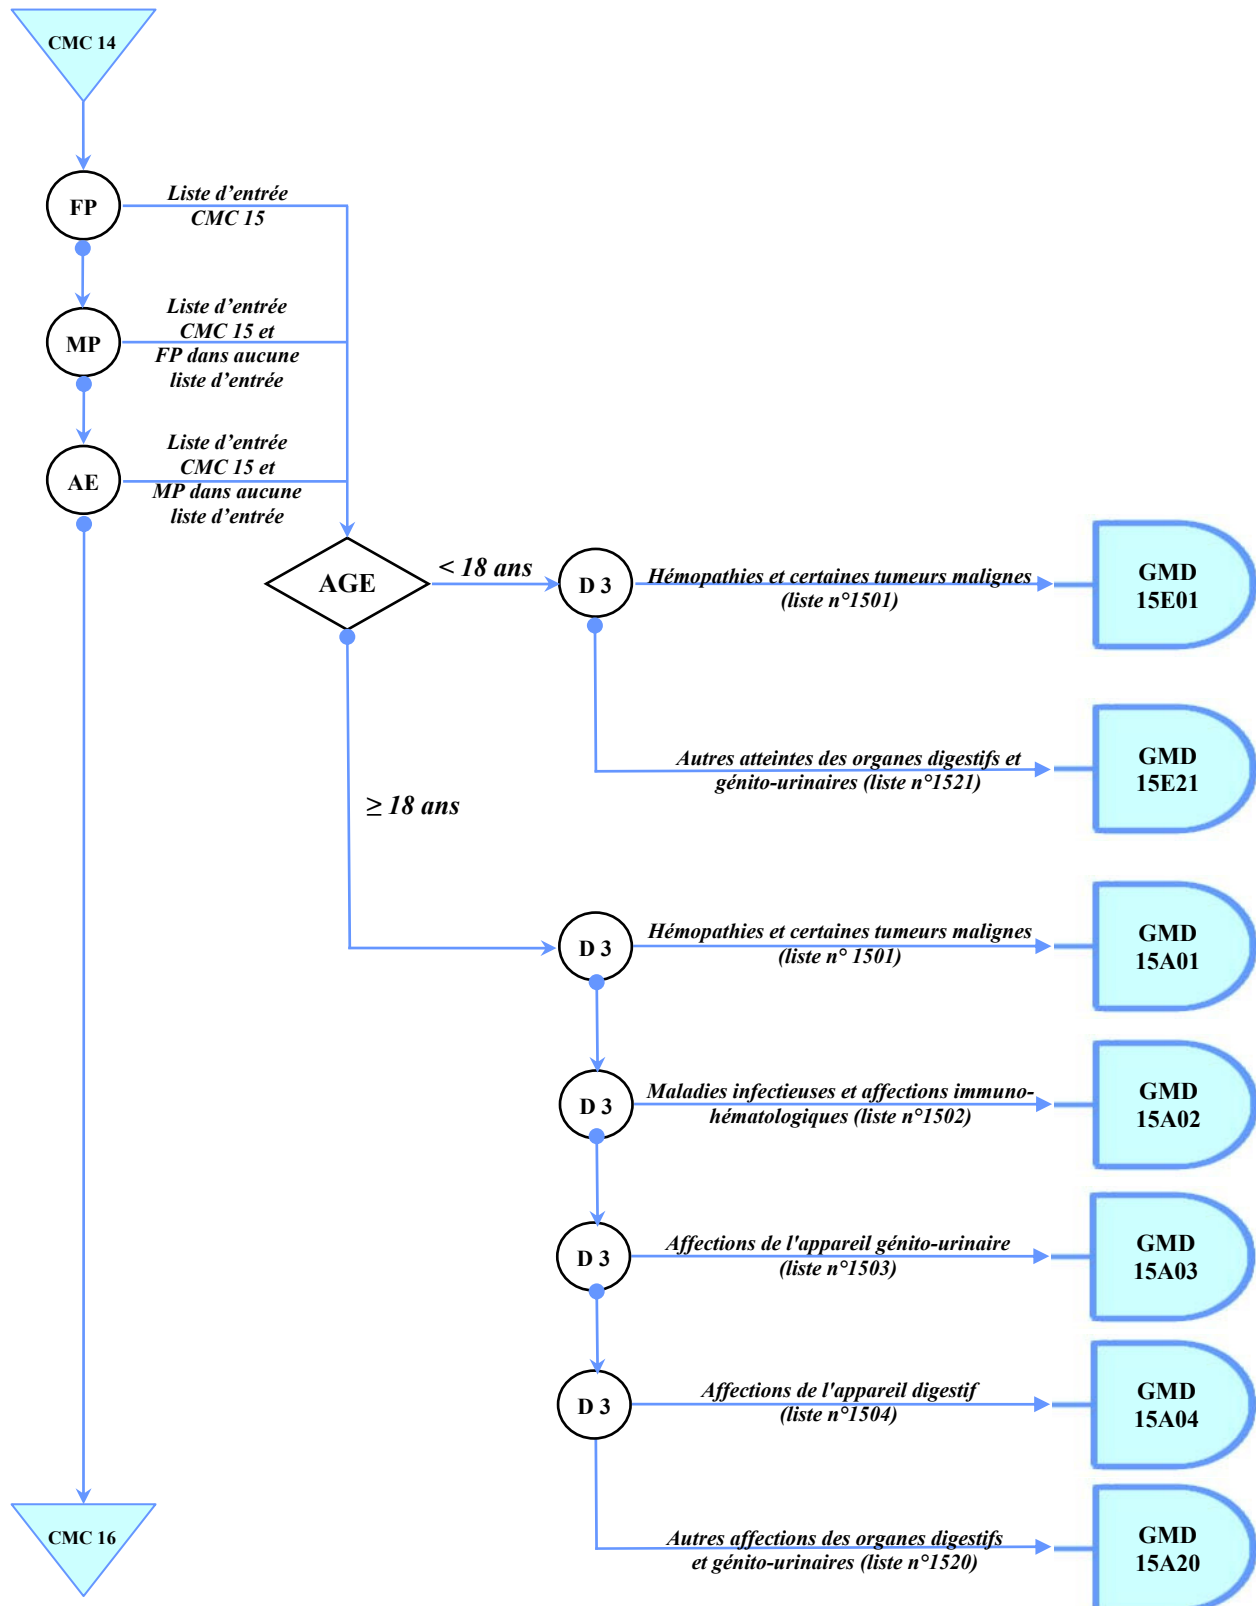 CMC 14
FP
Liste d'entrée
CMC 15
MP
Liste d'entrée
CMC 15 et
FP dans aucune
liste d'entrée
AE
Liste d'entrée
CMC 15 et
MP dans aucune
liste d'entrée
AGE
< 18 ans
D 3
Hémopathies et certaines tumeurs malignes
(liste n°1501)
GMD
15E01
Autres atteintes des organes digestifs et
génito-urinaires (liste n°1521)
GMD
15E21
≥ 18 ans
D 3
Hémopathies et certaines tumeurs malignes
(liste n° 1501)
GMD
15A01
D 3
Maladies infectieuses et affections immuno-
hématologiques (liste n°1502)
GMD
15A02
D 3
Affections de l'appareil génito-urinaire
(liste n°1503)
GMD
15A03
D 3
Affections de l'appareil digestif
(liste n°1504)
GMD
15A04
Autres affections des organes digestifs
et génito-urinaires (liste n°1520)
GMD
15A20
CMC 16